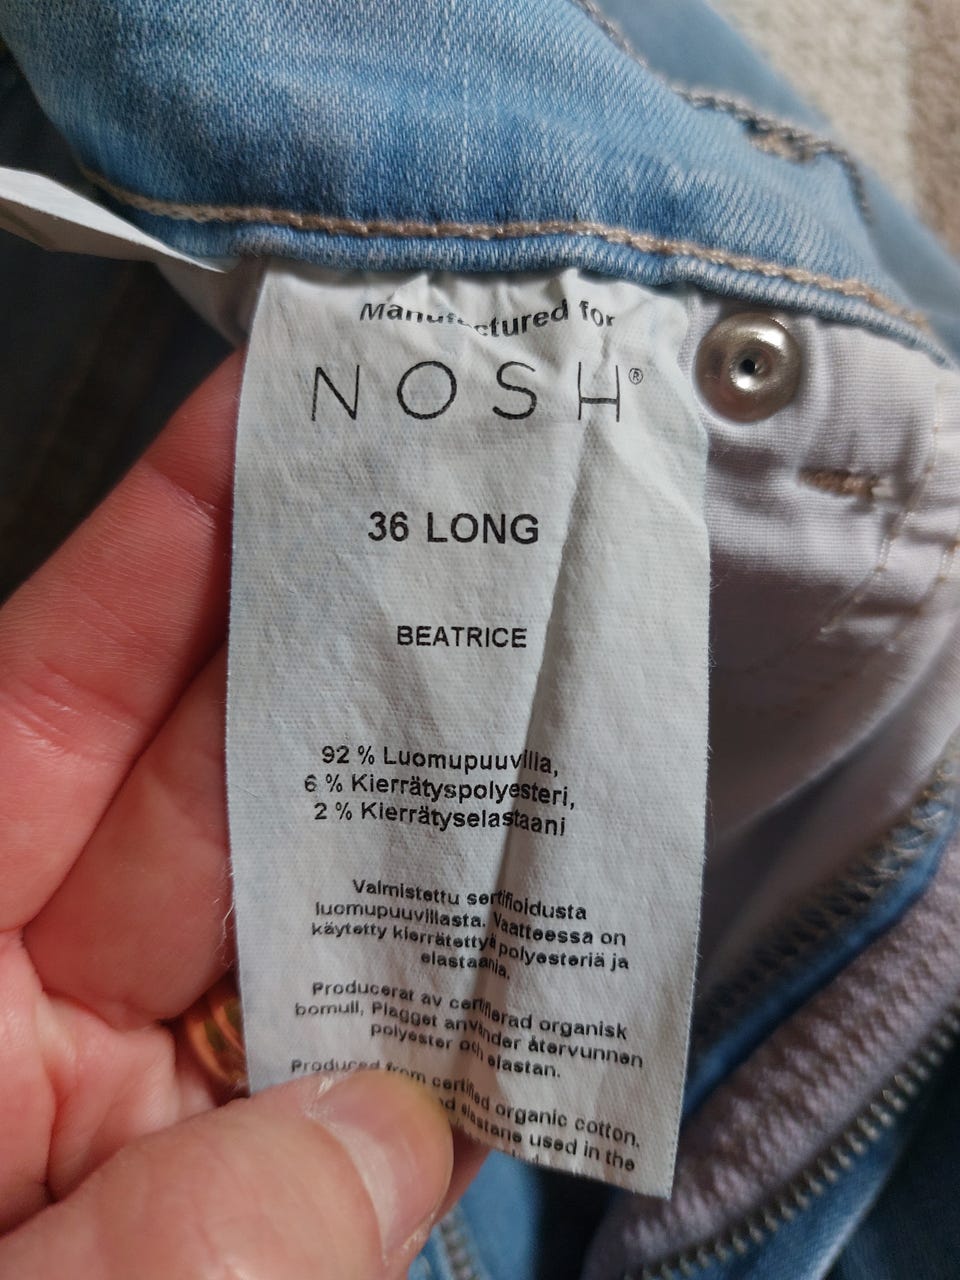 Manufactured for
NOSH®
36 LONG
BEATRICE
92 % Luomupuuvilla,
6 % Kierrätyspolyesteri,
2 % Kierrätyselastaani
Valmistettu sertifioidusta
luomupuuvillasta. Vaatteessa on
käytetty kierrätettyä polyesteriä ja
elastaania.
Producerat av certifierad organisk
bomull, Plagget använder återvunnen
polyester och elastan.
Produced from certified organic cotton.
elastane used in the